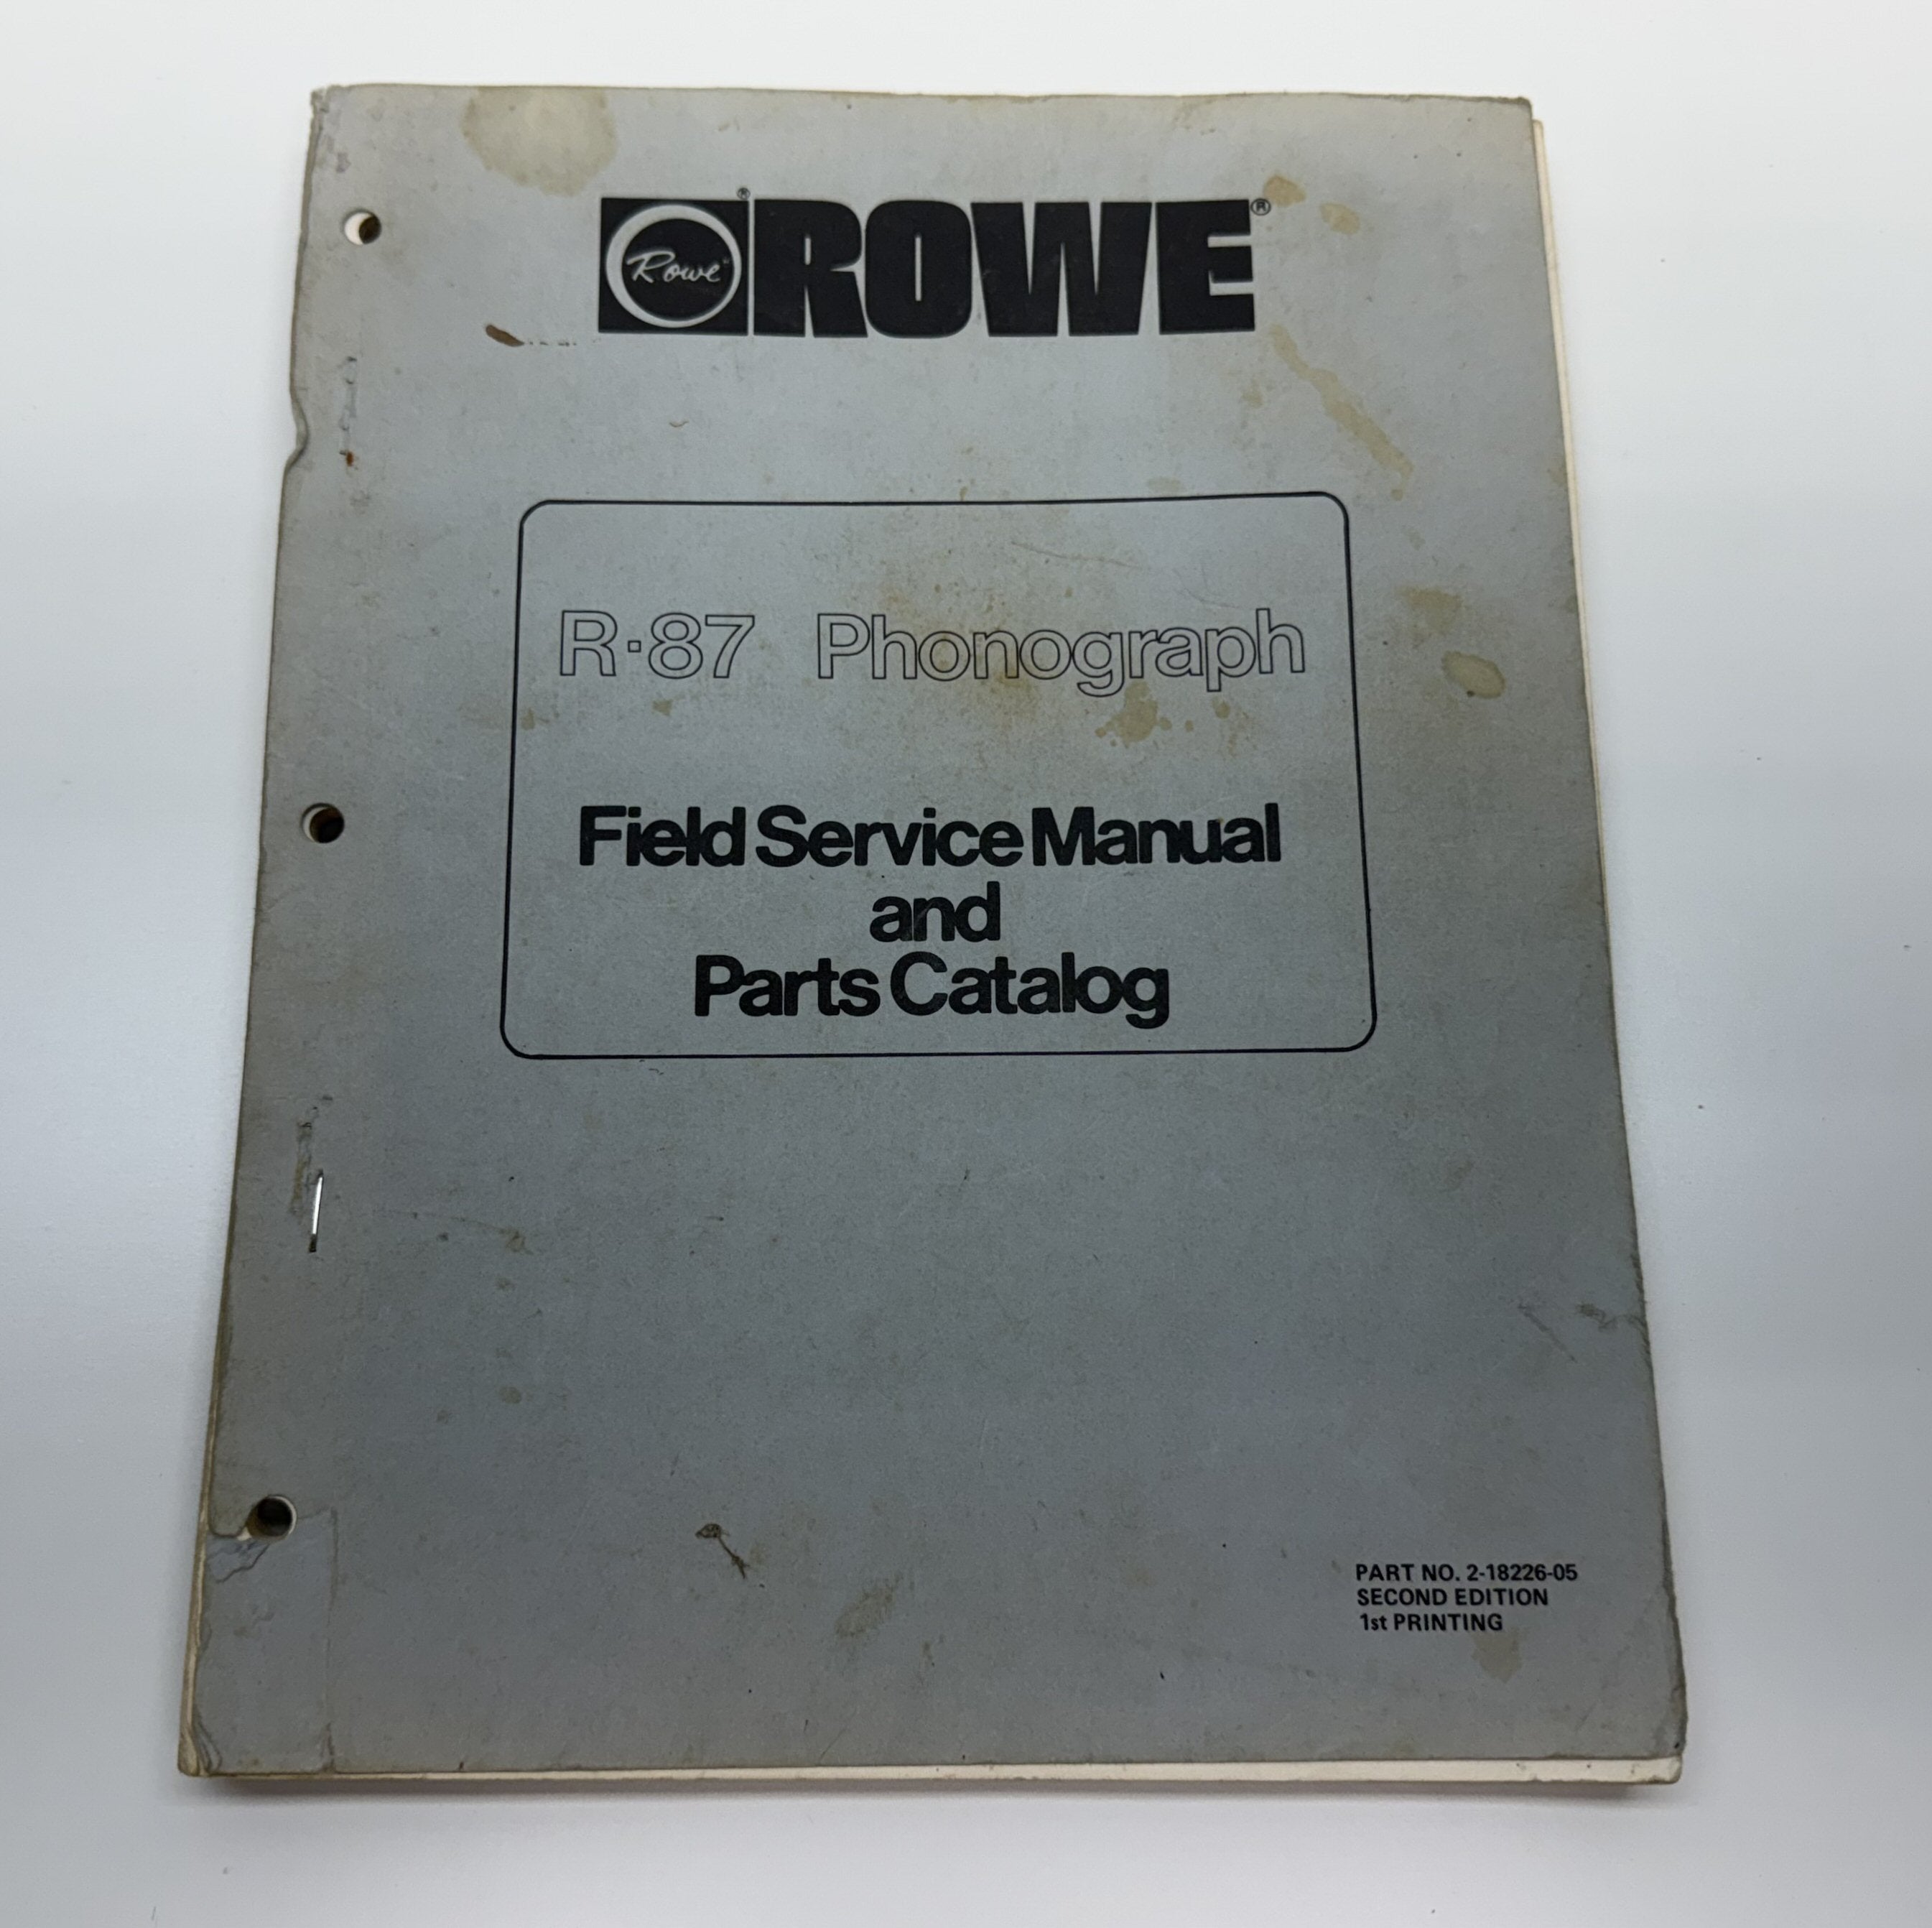 Rowe® ® ROWE®
R-87 Phonograph
Field Service Manual
and
Parts Catalog
PART NO. 2-18226-05
SECOND EDITION
1st PRINTING